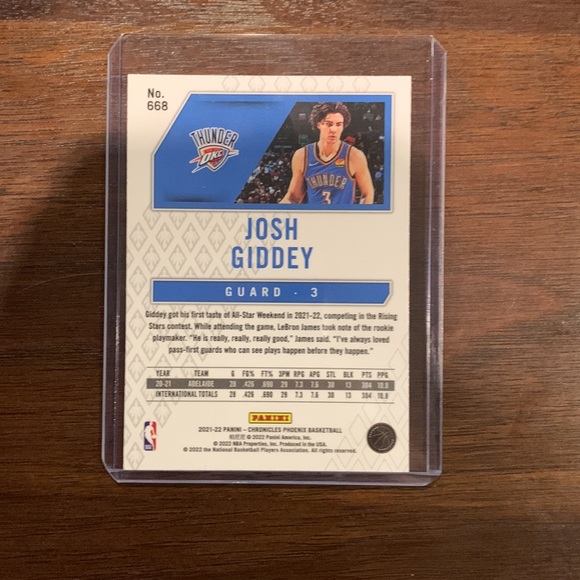 No.
668
THUNDER
OKC
THUNDER
3
JOSH
GIDDEY
GUARD - 3
Giddey got his first taste of All-Star Weekend in 2021-22, competing in the Rising
Stars contest. While attending the game, LeBron James took note of the rookie
playmaker. "He is really, really, really good," James said. "I've always loved
pass-first guards who can see plays happen before they happen."
YEAR TEAM G FG% FT% 3PM RPG APG STL BLK PTS PPG
20-21 ADELAIDE 28 .426 .690 29 7.3 7.6 30 13 304 10.9
INTERNATIONAL TOTALS 28 .426 .690 29 7.3 7.6 30 13 304 10.9
PANINI
2021-22 PANINI – CHRONICLES PHOENIX BASKETBALL
© 2022 Panini America, Inc.
© 2022 NBA Properties, Inc. Produced in the USA.
© 2022 the National Basketball Players Association. All rights reserved.